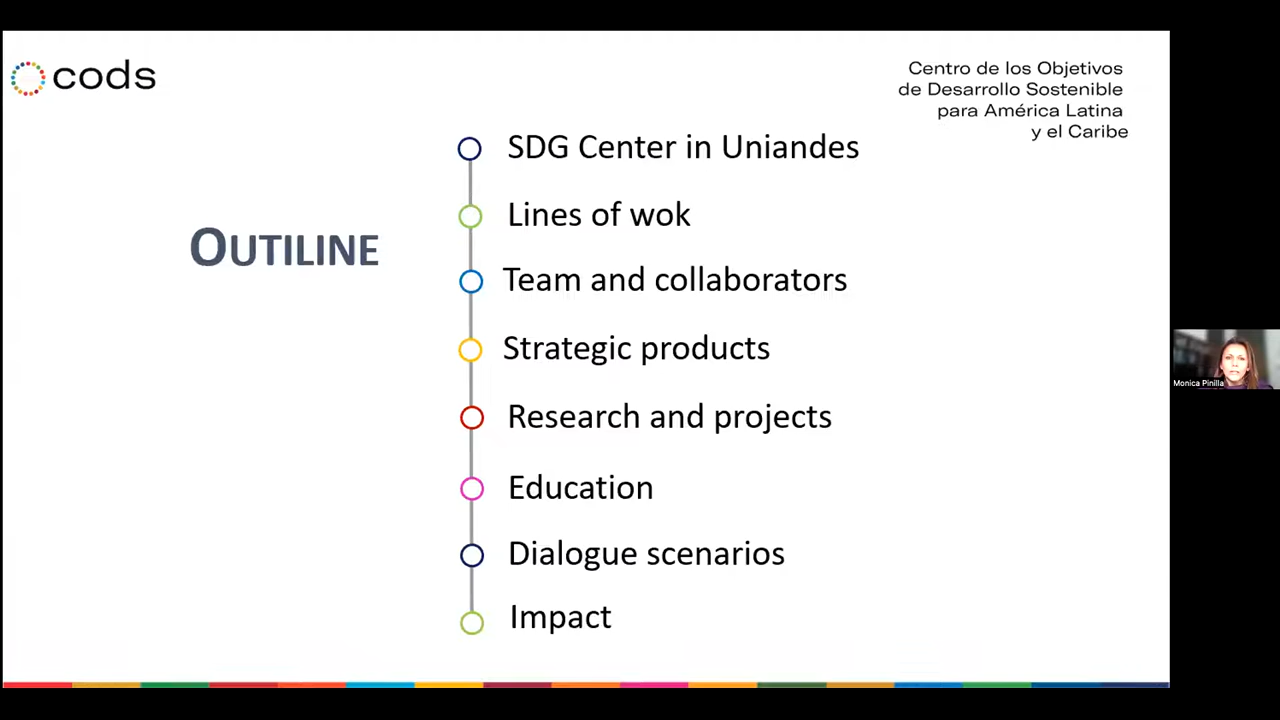 cods
Centro de los Objetivos
de Desarrollo Sostenible
para América Latina
y el Caribe
OUTILINE
SDG Center in Uniandes
Lines of wok
Team and collaborators
Strategic products
Research and projects
Education
Dialogue scenarios
Impact
Monica Pinilla